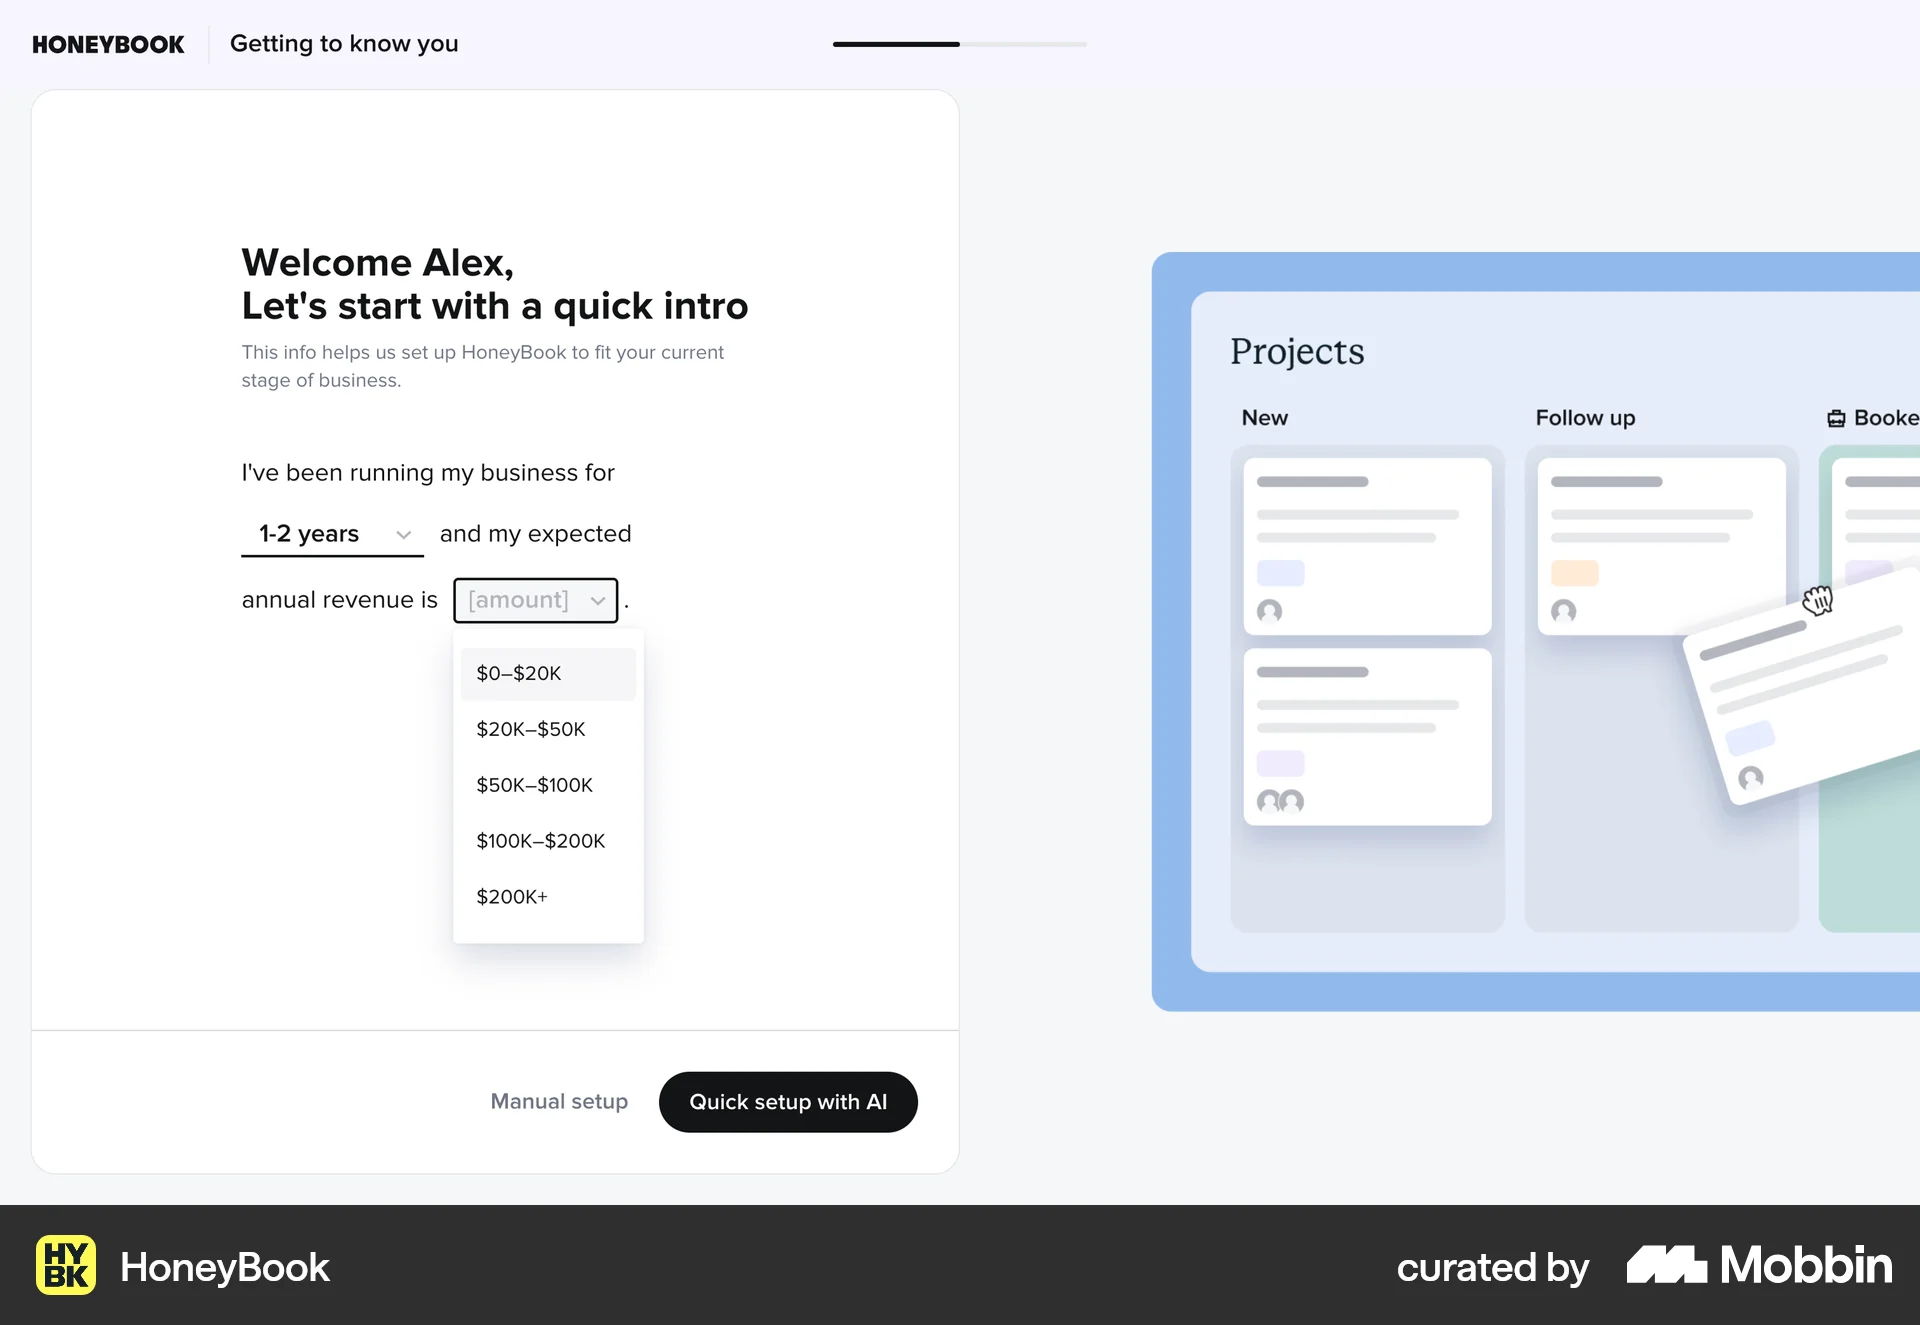 HONEYBOOK
Getting to know you
Welcome Alex,
Let's start with a quick intro
This info helps us set up HoneyBook to fit your current
stage of business.
I've been running my business for
1-2 years and my expected
annual revenue is [amount] .
$0–$20K
$20K–$50K
$50K–$100K
$100K–$200K
$200K+
Manual setup
Quick setup with AI
Projects
New
Follow up
Booke
HY
BK
HoneyBook
curated by Mobbin